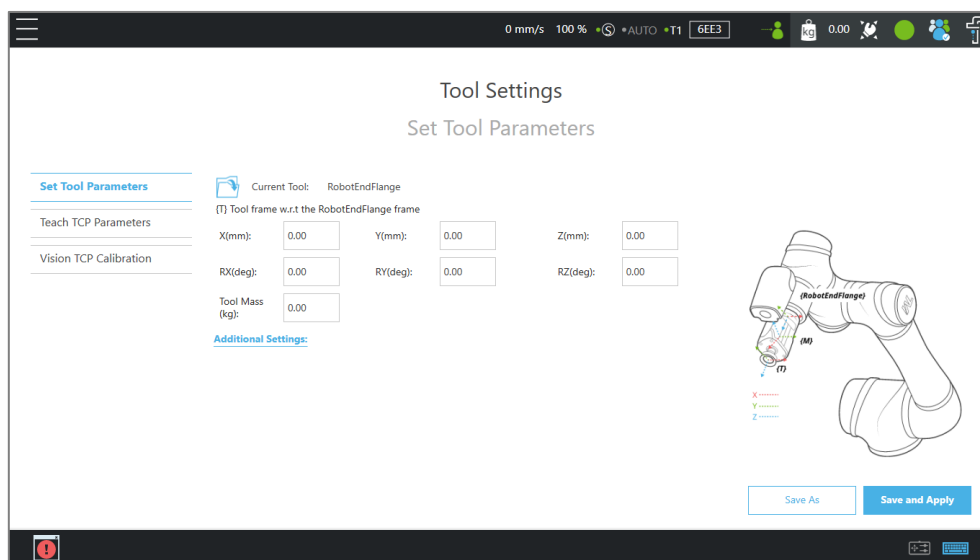 0 mm/s 100 % S AUTO T1 6EE3 kg 0.00
Tool Settings
Set Tool Parameters
Set Tool Parameters
Teach TCP Parameters
Vision TCP Calibration
Current Tool: RobotEndFlange
{T} Tool frame w.r.t the RobotEndFlange frame
X(mm): 0.00 Y(mm): 0.00 Z(mm): 0.00
RX(deg): 0.00 RY(deg): 0.00 RZ(deg): 0.00
Tool Mass
(kg): 0.00
Additional Settings:
{RobotEndFlange}
{M}
{T}
X
Y
Z
Save As Save and Apply